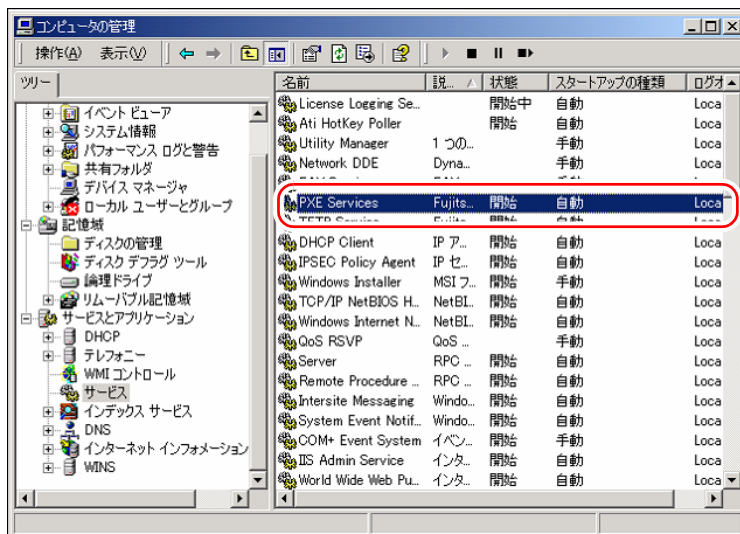 コンピュータの管理
操作(A) 表示(V)
ツリー
イベント ビューア
システム情報
パフォーマンス ログと警告
共有フォルダ
デバイス マネージャ
ローカル ユーザーとグループ
記憶域
ディスクの管理
ディスク デフラグ ツール
論理ドライブ
リムーバブル記憶域
サービスとアプリケーション
DHCP
テレフォニー
WMI コントロール
サービス
インデックス サービス
DNS
インターネット インフォメーション
WINS
名前 説... 状態 スタートアップの種類 ログオ
License Logging Se... 開始中 自動 Loca
Ati HotKey Poller 開始 自動 Loca
Utility Manager 1 つの... 手動 Loca
Network DDE Dyna... 手動 Loca
PXE Services Fujits... 開始 自動 Loca
DHCP Client IP ア... 開始 自動 Loca
IPSEC Policy Agent IP セ... 開始 自動 Loca
Windows Installer MSI フ... 開始 手動 Loca
TCP/IP NetBIOS H... NetBI... 開始 自動 Loca
Windows Internet N... NetBI... 開始 自動 Loca
QoS RSVP QoS ... 手動 Loca
Server RPC ... 開始 自動 Loca
Remote Procedure ... RPC ... 開始 自動 Loca
Intersite Messaging Windo... 開始 自動 Loca
System Event Notif... Windo... 開始 自動 Loca
COM+ Event System イベン... 開始 手動 Loca
IIS Admin Service インタ... 開始 自動 Loca
World Wide Web Pu... インタ... 開始 自動 Loca